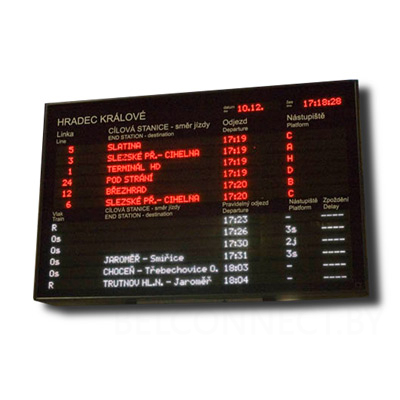 datum 10.12. čas 17:18:28
HRADEC KRÁLOVÉ
Linka CÍLOVÁ STANICE - směr jízdy Odjezd Nástupiště
Line END STATION - destination Departure Platform
5 SLATINA 17:19 C
3 SLEZSKÉ PŘ.- CIHELNA 17:19 A
1 TERMINÁL HD 17:19 H
24 POD STRÁNÍ 17:19 D
12 BŘEZHRAD 17:20 B
6 SLEZSKÉ PŘ.- CIHELNA 17:20 C
Vlak CÍLOVÁ STANICE - směr jízdy Pravidelný odjezd Nástupiště Zpoždění
Train END STATION - destination Departure Platform Delay
R 17:23 - ----
Os 17:26 3s ----
Os 17:30 2j ----
Os JAROMĚŘ - Smiřice 17:31 3s ----
Os CHOCEŇ - Třebechovice O. 18:03 - ----
R TRUTNOV HL.N. - Jaroměř 18:04 - ----
BELCONNECT.BY